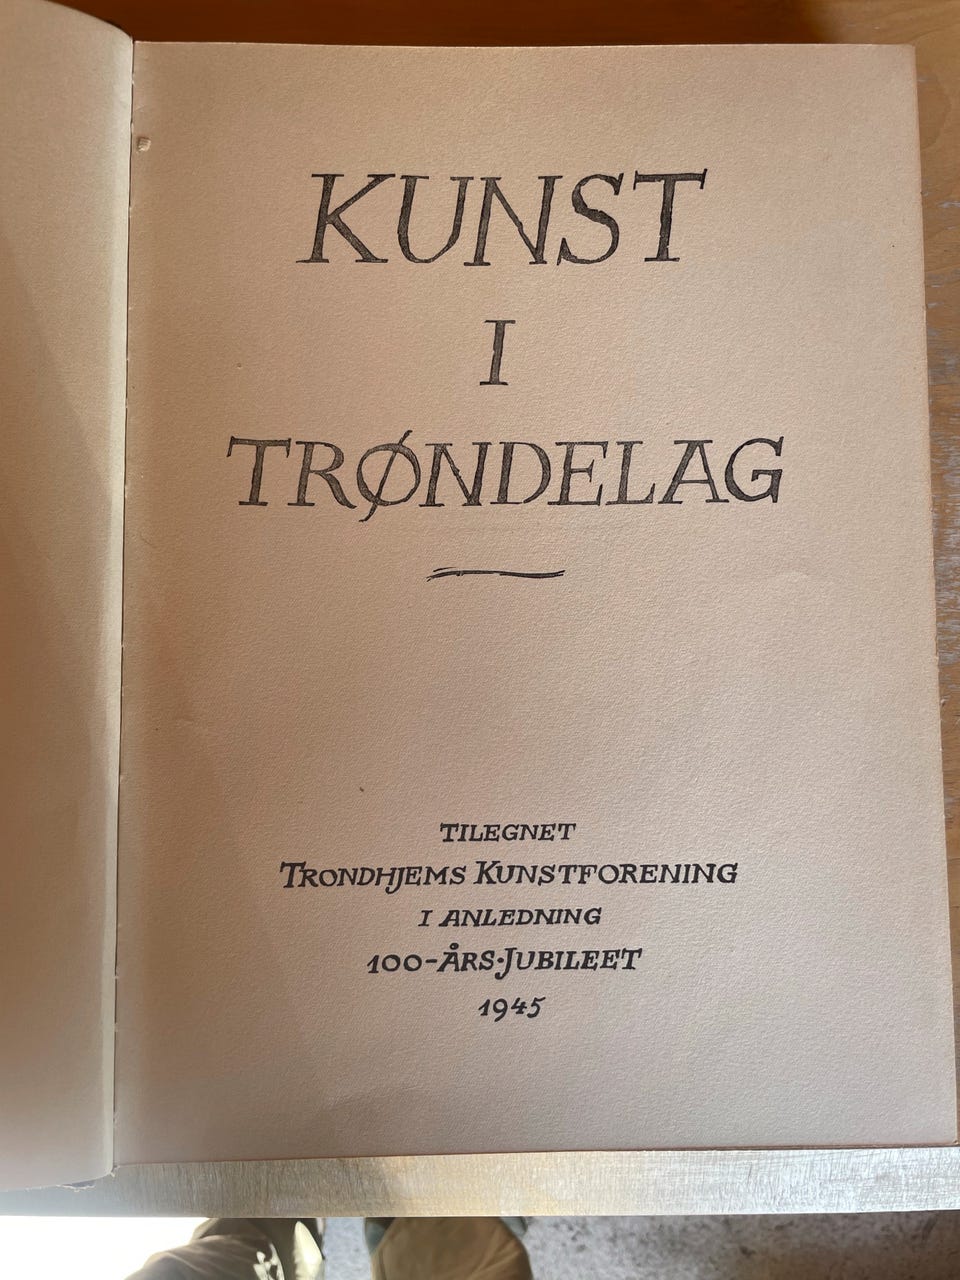 KUNST
I
TRØNDELAG
TILEGNET
TRONDHJEMS KUNSTFORENING
I ANLEDNING
100-ÅRS-JUBILEET
1945